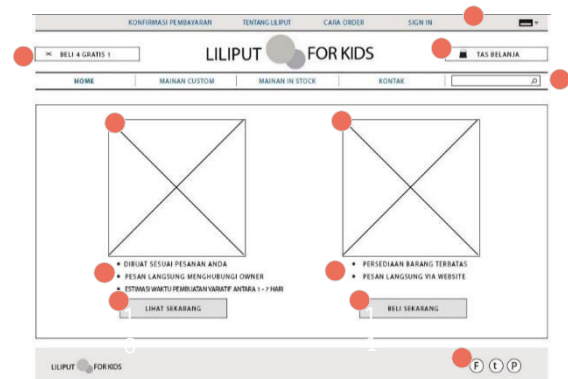 KONFIRMASI PEMBAYARAN TENTANG LILIPUT CARA ORDER SIGN IN
BELI 4 GRATIS 1
LILIPUT FOR KIDS
TAS BELANJA
HOME MAINAN CUSTOM MAINAN IN STOCK KONTAK
DIBUAT SESUAI PESANAN ANDA
PESAN LANGSUNG MENGHUBUNGI OWNER
ESTIMASI WAKTU PEMBUATAN VARIATIF ANTARA 1 - 7 HARI
LIHAT SEKARANG
PERSEDIAAN BARANG TERBATAS
PESAN LANGSUNG VIA WEBSITE
BELI SEKARANG
LILIPUT FOR KIDS
F t P